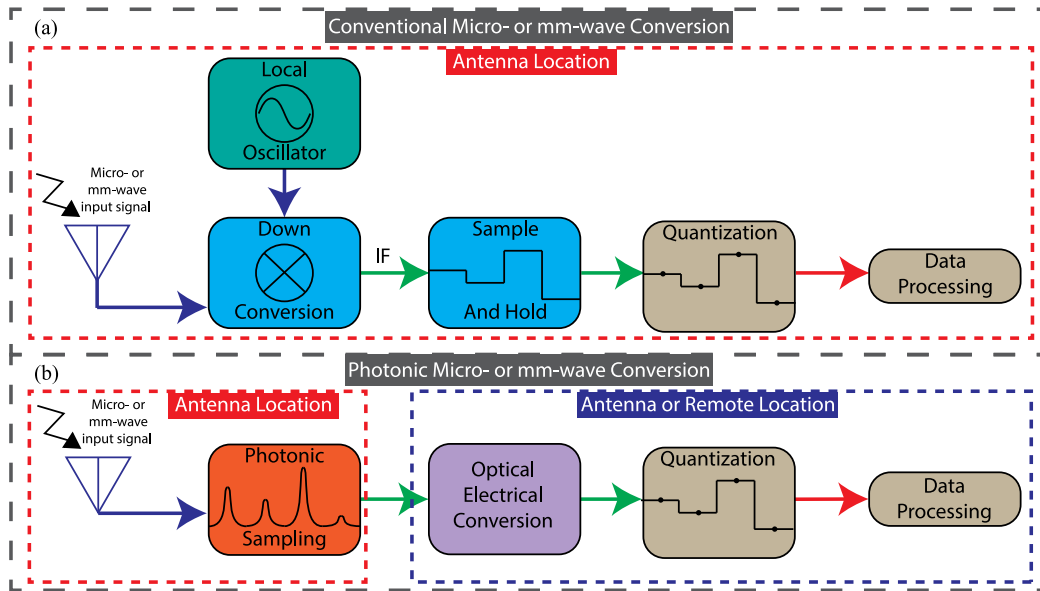 (a)
Conventional Micro- or mm-wave Conversion
Antenna Location
Local
Oscillator
Micro- or
mm-wave
input signal
Down
Conversion
IF
Sample
And Hold
Quantization
Data
Processing
(b)
Photonic Micro- or mm-wave Conversion
Antenna Location
Antenna or Remote Location
Micro- or
mm-wave
input signal
Photonic
Sampling
Optical
Electrical
Conversion
Quantization
Data
Processing